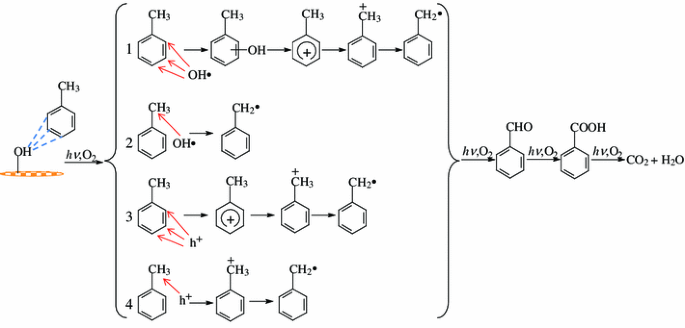 CH₃
OH
hν,O₂
1
CH₃
OH•
CH₃
OH
CH₃
+
+
CH₃
CH₂•
2
CH₃
OH•
CH₂•
3
CH₃
h⁺
CH₃
+
+
CH₃
CH₂•
4
CH₃
h⁺
+
CH₃
CH₂•
hν,O₂
CHO
hν,O₂
COOH
hν,O₂
CO₂ + H₂O